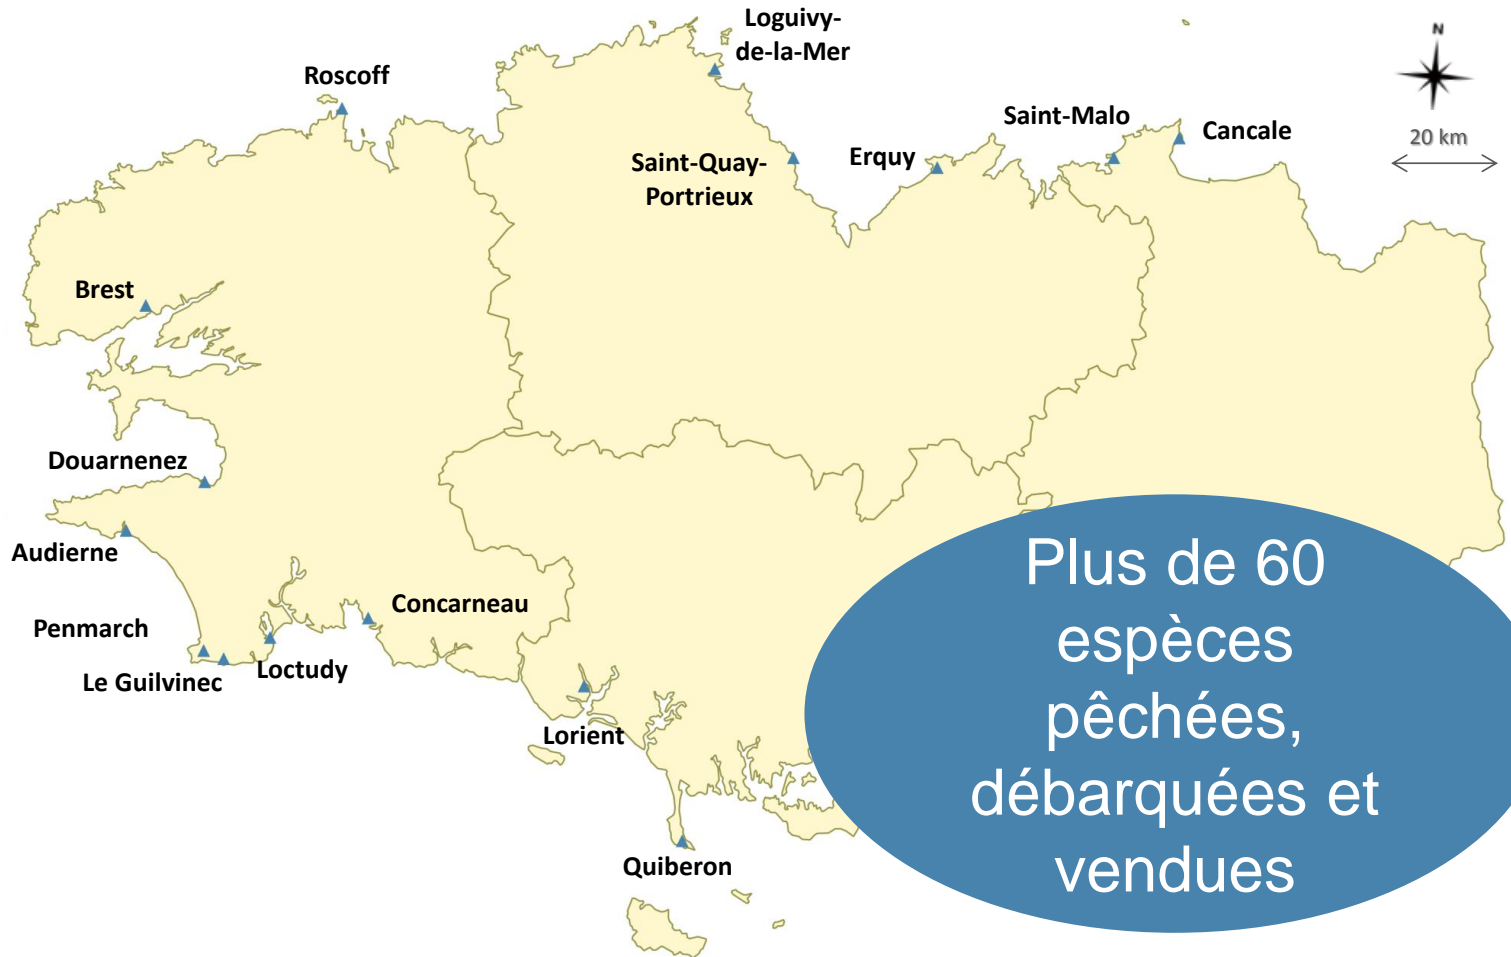 Loguivy-
de-la-Mer
N
Roscoff
Saint-Malo
Cancale
20 km
Saint-Quay-
Portrieux
Erquy
Brest
Douarnenez
Audierne
Penmarch
Concarneau
Le Guilvinec
Loctudy
Lorient
Quiberon
Plus de 60
espèces
pêchées,
débarquées et
vendues